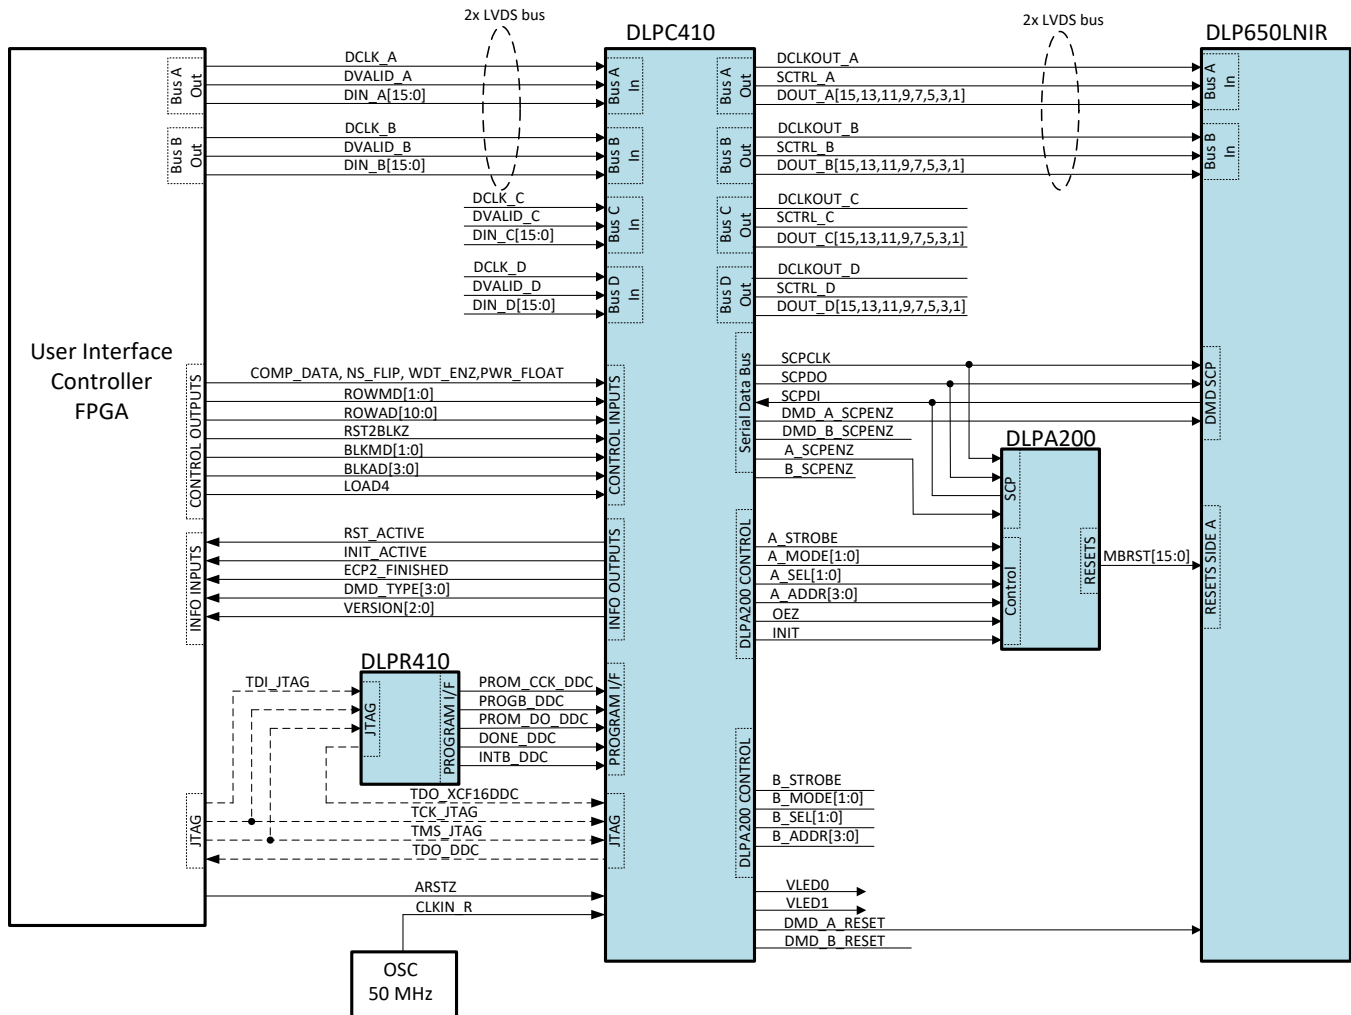 2x LVDS bus
2x LVDS bus
DLPC410
DLP650LNIR
User Interface
Controller
FPGA
Bus A
Out
Bus B
Out
DCLK_A
DVALID_A
DIN_A[15:0]
DCLK_B
DVALID_B
DIN_B[15:0]
DCLK_C
DVALID_C
DIN_C[15:0]
DCLK_D
DVALID_D
DIN_D[15:0]
Bus A
In
Bus B
In
Bus C
In
Bus D
In
Bus A
Out
Bus B
Out
Bus C
Out
Bus D
Out
DCLKOUT_A
SCTRL_A
DOUT_A[15,13,11,9,7,5,3,1]
DCLKOUT_B
SCTRL_B
DOUT_B[15,13,11,9,7,5,3,1]
DCLKOUT_C
SCTRL_C
DOUT_C[15,13,11,9,7,5,3,1]
DCLKOUT_D
SCTRL_D
DOUT_D[15,13,11,9,7,5,3,1]
Bus A
In
Bus B
In
CONTROL OUTPUTS
COMP_DATA, NS_FLIP, WDT_ENZ,PWR_FLOAT
ROWMD[1:0]
ROWAD[10:0]
RST2BLKZ
BLKMD[1:0]
BLKAD[3:0]
LOAD4
CONTROL INPUTS
Serial Data Bus
SCPCLK
SCPDO
SCPDI
DMD_A_SCPENZ
DMD_B_SCPENZ
A_SCPENZ
B_SCPENZ
DMD SCP
DLPA200
SCP
Control
RESETS
MBRST[15:0]
RESETS SIDE A
INFO INPUTS
RST_ACTIVE
INIT_ACTIVE
ECP2_FINISHED
DMD_TYPE[3:0]
VERSION[2:0]
INFO OUTPUTS
DLPA200 CONTROL
A_STROBE
A_MODE[1:0]
A_SEL[1:0]
A_ADDR[3:0]
OEZ
INIT
DLPR410
TDI_JTAG
JTAG
PROGRAM I/F
PROM_CCK_DDC
PROGB_DDC
PROM_DO_DDC
DONE_DDC
INTB_DDC
PROGRAM I/F
JTAG
TDO_XCF16DDC
TCK_JTAG
TMS_JTAG
TDO_DDC
JTAG
DLPA200 CONTROL
B_STROBE
B_MODE[1:0]
B_SEL[1:0]
B_ADDR[3:0]
ARSTZ
CLKIN_R
VLED0
VLED1
DMD_A_RESET
DMD_B_RESET
OSC
50 MHz